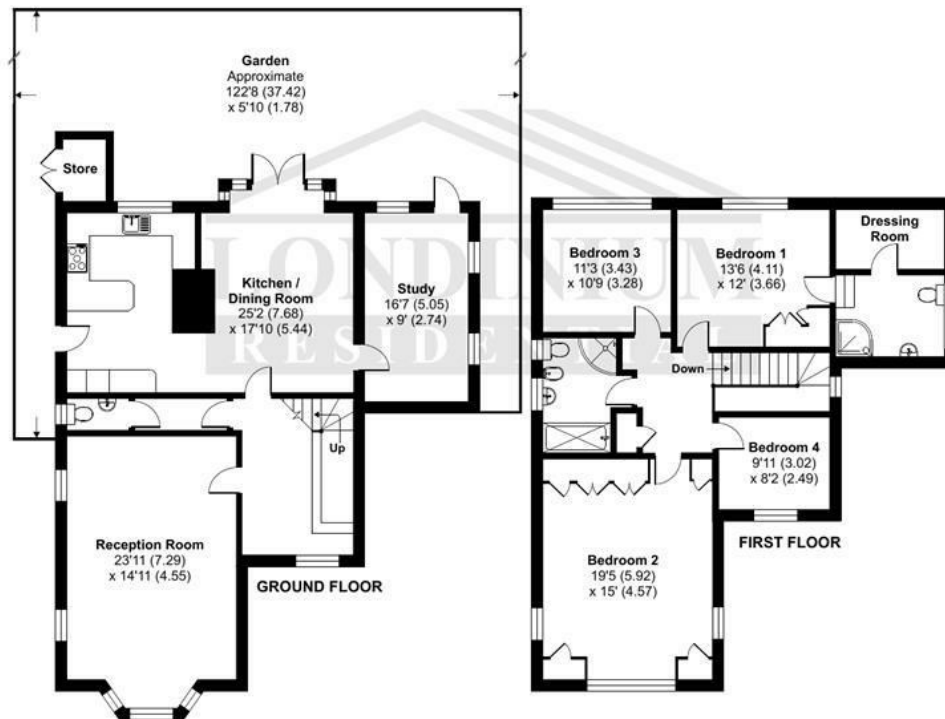 Garden
Approximate
122'8 (37.42)
x 5'10 (1.78)
Store
Kitchen /
Dining Room
25'2 (7.68)
x 17'10 (5.44)
Study
16'7 (5.05)
x 9' (2.74)
Up
Reception Room
23'11 (7.29)
x 14'11 (4.55)
GROUND FLOOR
Bedroom 3
11'3 (3.43)
x 10'9 (3.28)
Bedroom 1
13'6 (4.11)
x 12' (3.66)
Dressing
Room
Down
Bedroom 4
9'11 (3.02)
x 8'2 (2.49)
Bedroom 2
19'5 (5.92)
x 15' (4.57)
FIRST FLOOR
LONDINIUM
RESIDENTIAL